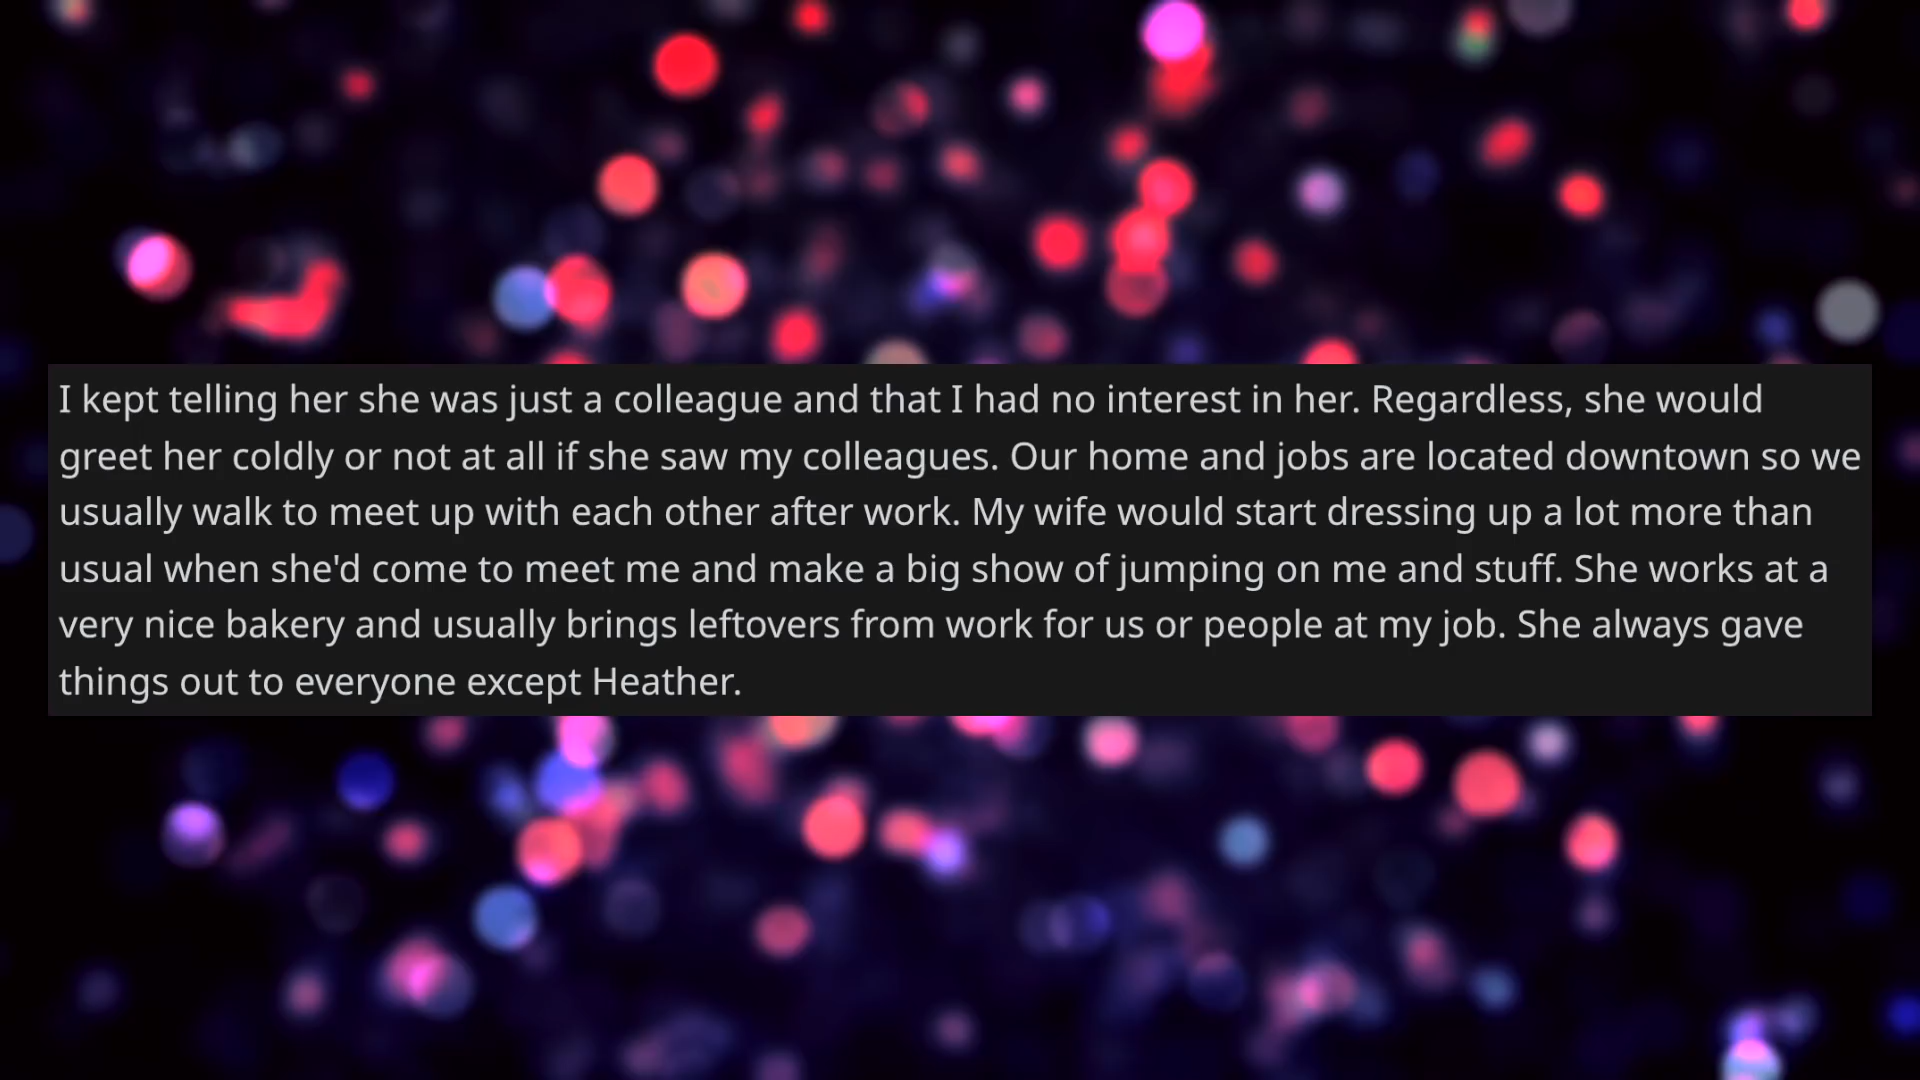 I kept telling her she was just a colleague and that I had no interest in her. Regardless, she would
greet her coldly or not at all if she saw my colleagues. Our home and jobs are located downtown so we
usually walk to meet up with each other after work. My wife would start dressing up a lot more than
usual when she'd come to meet me and make a big show of jumping on me and stuff. She works at a
very nice bakery and usually brings leftovers from work for us or people at my job. She always gave
things out to everyone except Heather.